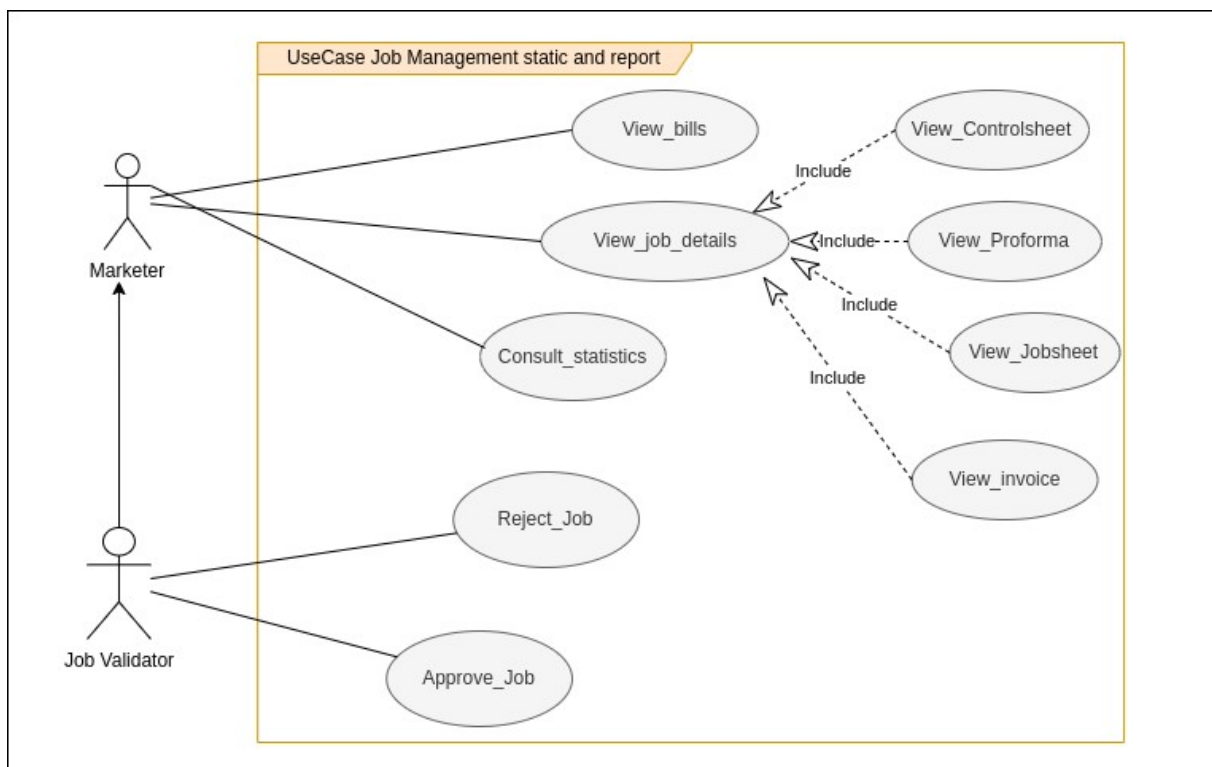 UseCase Job Management static and report
View_bills
View_Controlsheet
Include
View_job_details
Include
View_Proforma
Marketer
Include
View_Jobsheet
Consult_statistics
Include
View_invoice
Reject_Job
Job Validator
Approve_Job